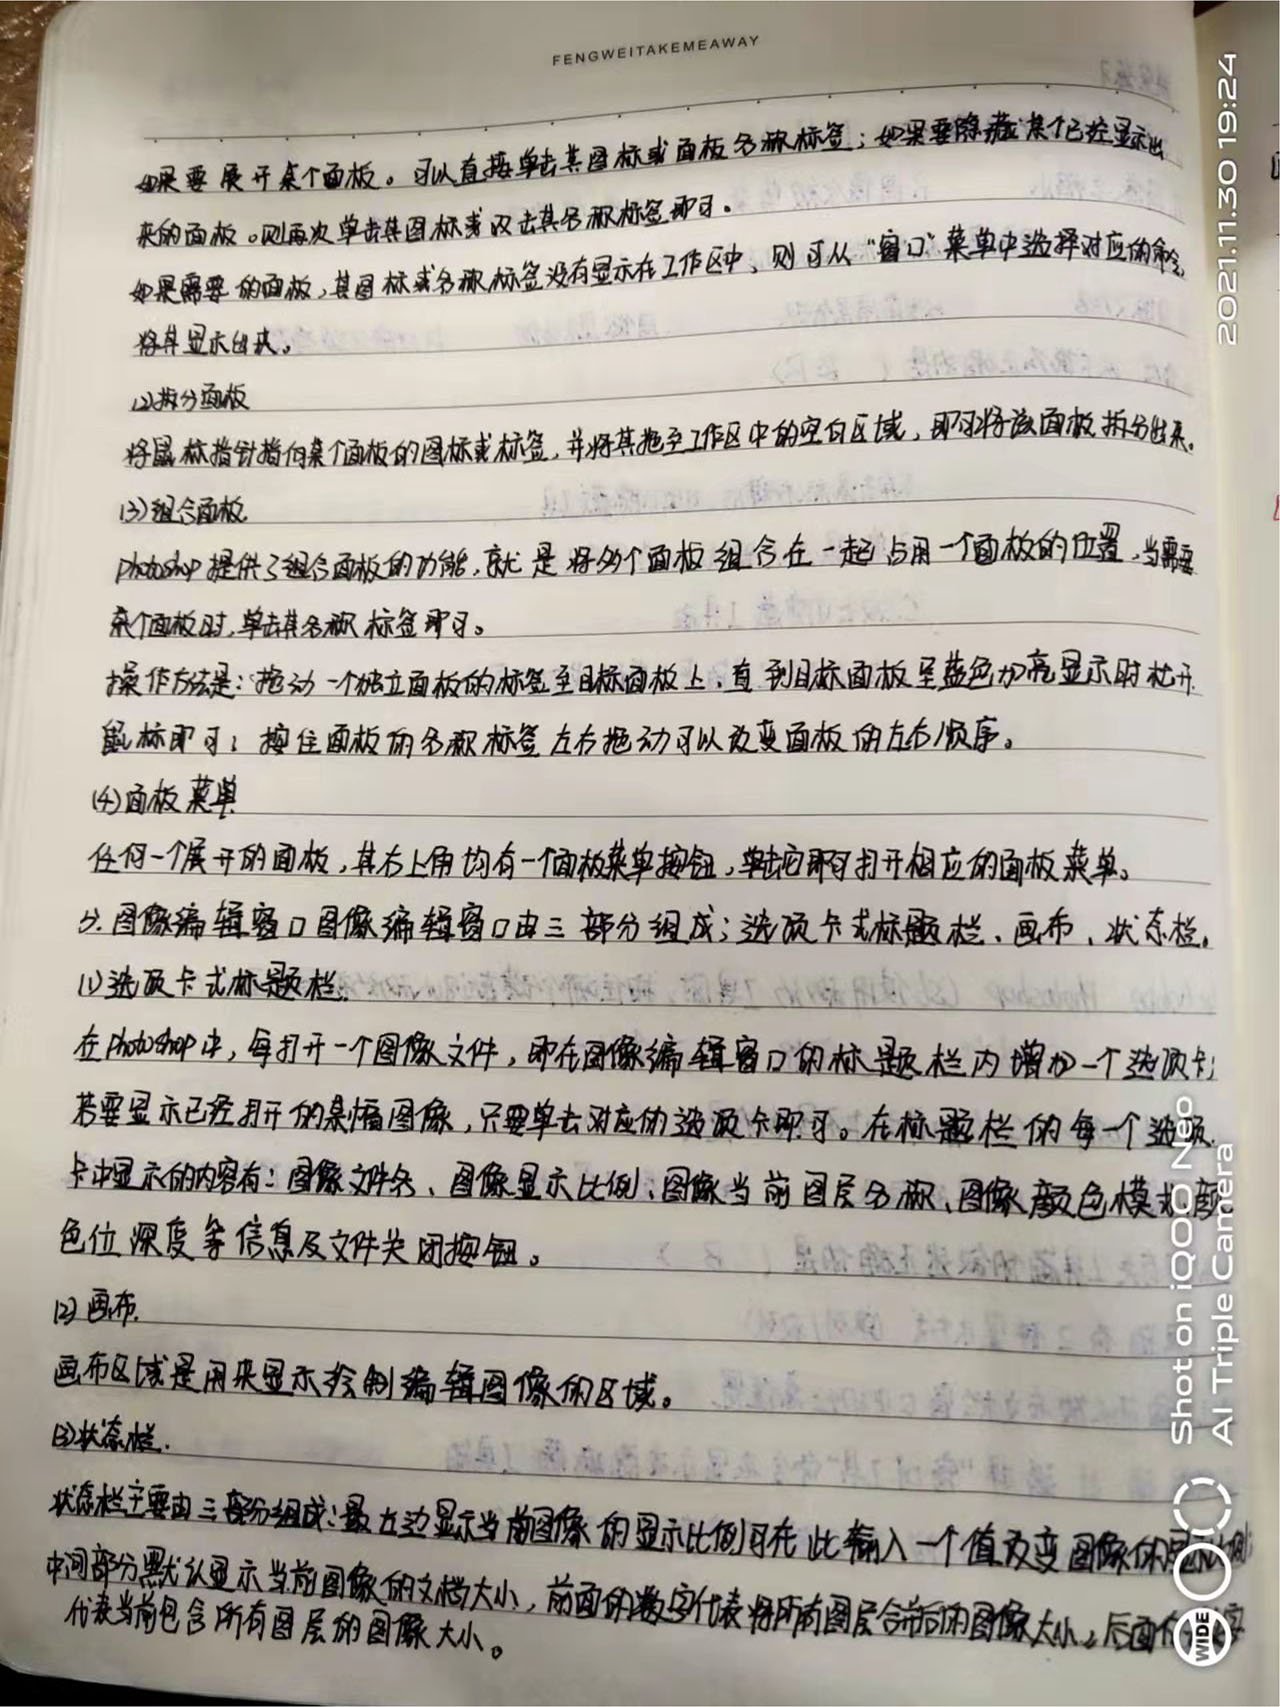 FENGWEITAKEMEAWAY
如果要展开某个面板。可以直接单击其图标或面板名称标签；如果要隐藏某个已经显示出
来的面板。则再次单击其图标或双击其名称标签即可。
如果需要的面板，其图标或名称标签没有显示在工作区中、则可从“窗口”菜单中选择对应的命令，
将其显示出来。
(2)拆分面板
将鼠标指针指向某个面板的图标或标签，并将其拖至工作区中的空白区域，即可将该面板拆分出来。
(3)组合面板
photoshop提供了组合面板的功能，就是将多个面板组合在一起占用一个面板的位置，当需要
某个面板时，单击其名称标签即可。
操作方法是：拖动一个独立面板的标签至目标面板上、直到目标面板呈蓝色加亮显示时松开
鼠标即可；按住面板的名称标签左右拖动可以改变面板的左右顺序。
(4)面板菜单
任何一个展开的面板，其右上角均有一个面板菜单按钮，单击它即可打开相应的面板菜单。
5.图像编辑窗口图像编辑窗口由三部分组成；选项卡式标题栏、画布、状态栏。
(1)选项卡式标题栏.
在photoshop中，每打开一个图像文件，即在图像编辑窗口的标题栏内增加一个选项卡；
若要显示已经打开的某幅图像，只要单击对应的选项卡即可。在标题栏的每一个选项
卡中显示的内容有：图像文件名、图像显示比例、图像当前图层名称、图像颜色模式、颜
色位深度等信息及文件关闭按钮。
(2)画布.
画布区域是用来显示绘制编辑图像的区域。
(3)状态栏.
状态栏主要由三部分组成：最左边显示当前图像的显示比例可在此输入一个值改变图像的显示比例；
中间部分默认显示当前图像的文档大小，前面的数字代表将所有图层合并后的图像大小，后面的数字
代表当前包含所有图层的图像大小。
2021.11.30 19:24
Shot on iQOO Neo
AI Triple Camera
WIDE